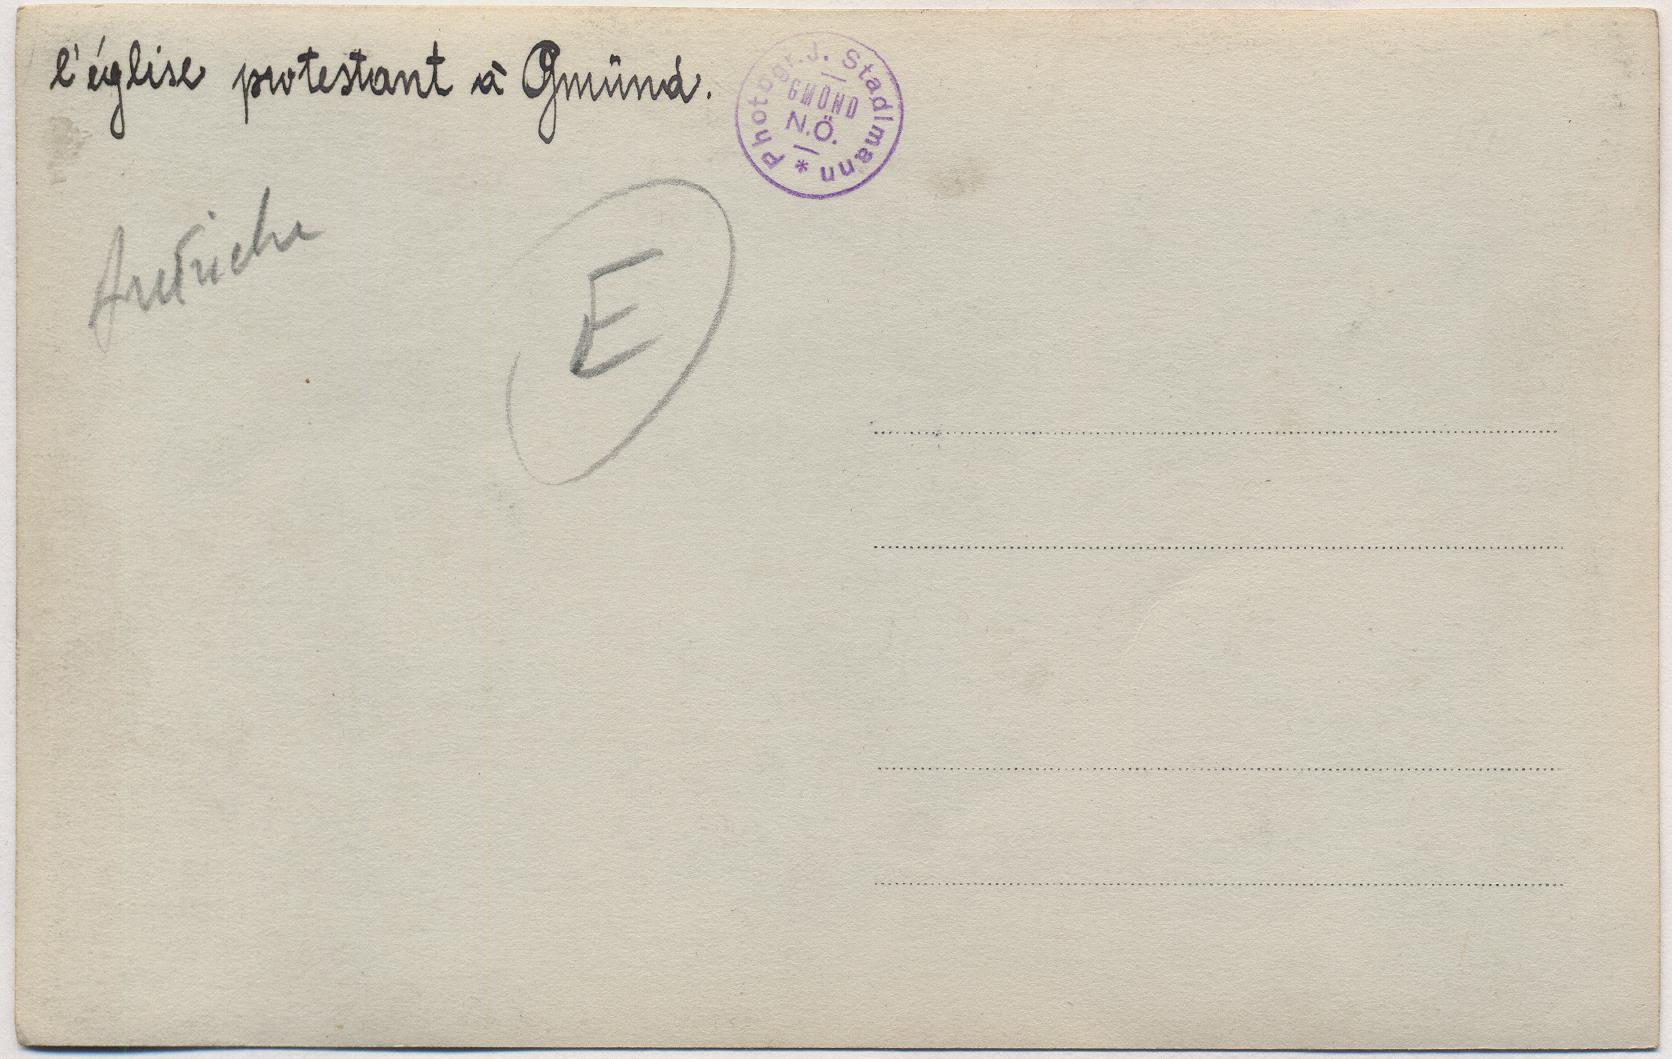 l'église protestant à Gmünd.
Photogr. J. Stadlmann *
GMÜND
N.Ö.
Autriche
E